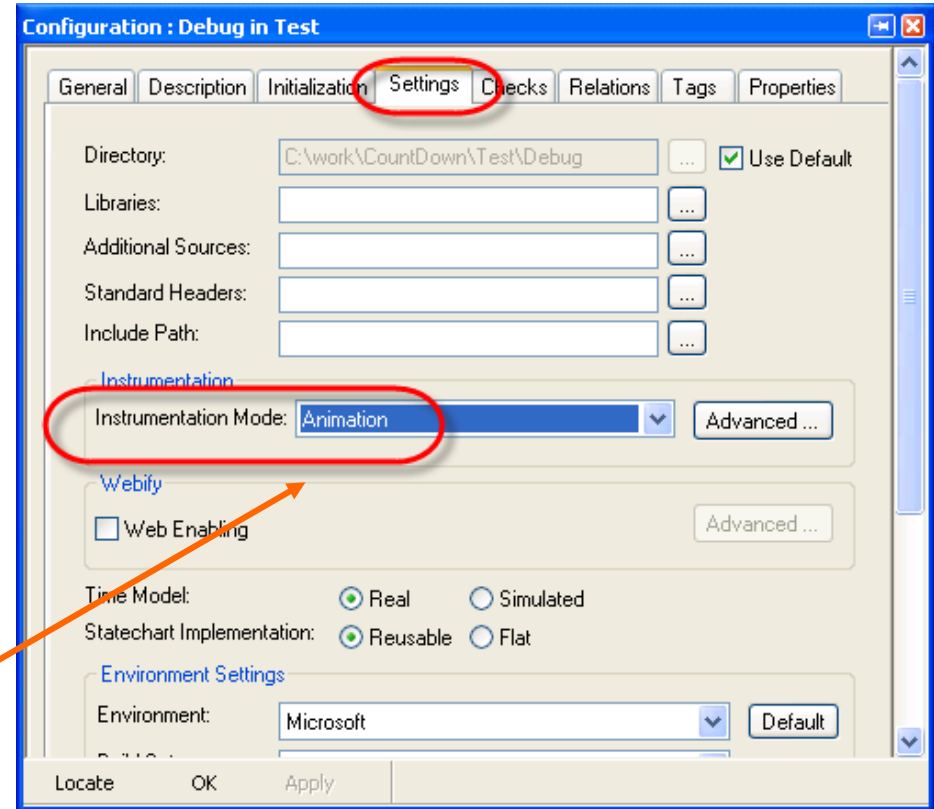 Configuration : Debug in Test
General Description Initialization Settings Checks Relations Tags Properties
Directory: C:\work\CountDown\Test\Debug ... Use Default
Libraries: ...
Additional Sources: ...
Standard Headers: ...
Include Path: ...
Instrumentation
Instrumentation Mode: Animation Advanced ...
Webify
Web Enabling Advanced ...
Time Model: Real Simulated
Statechart Implementation: Reusable Flat
Environment Settings
Environment: Microsoft Default
Locate OK Apply